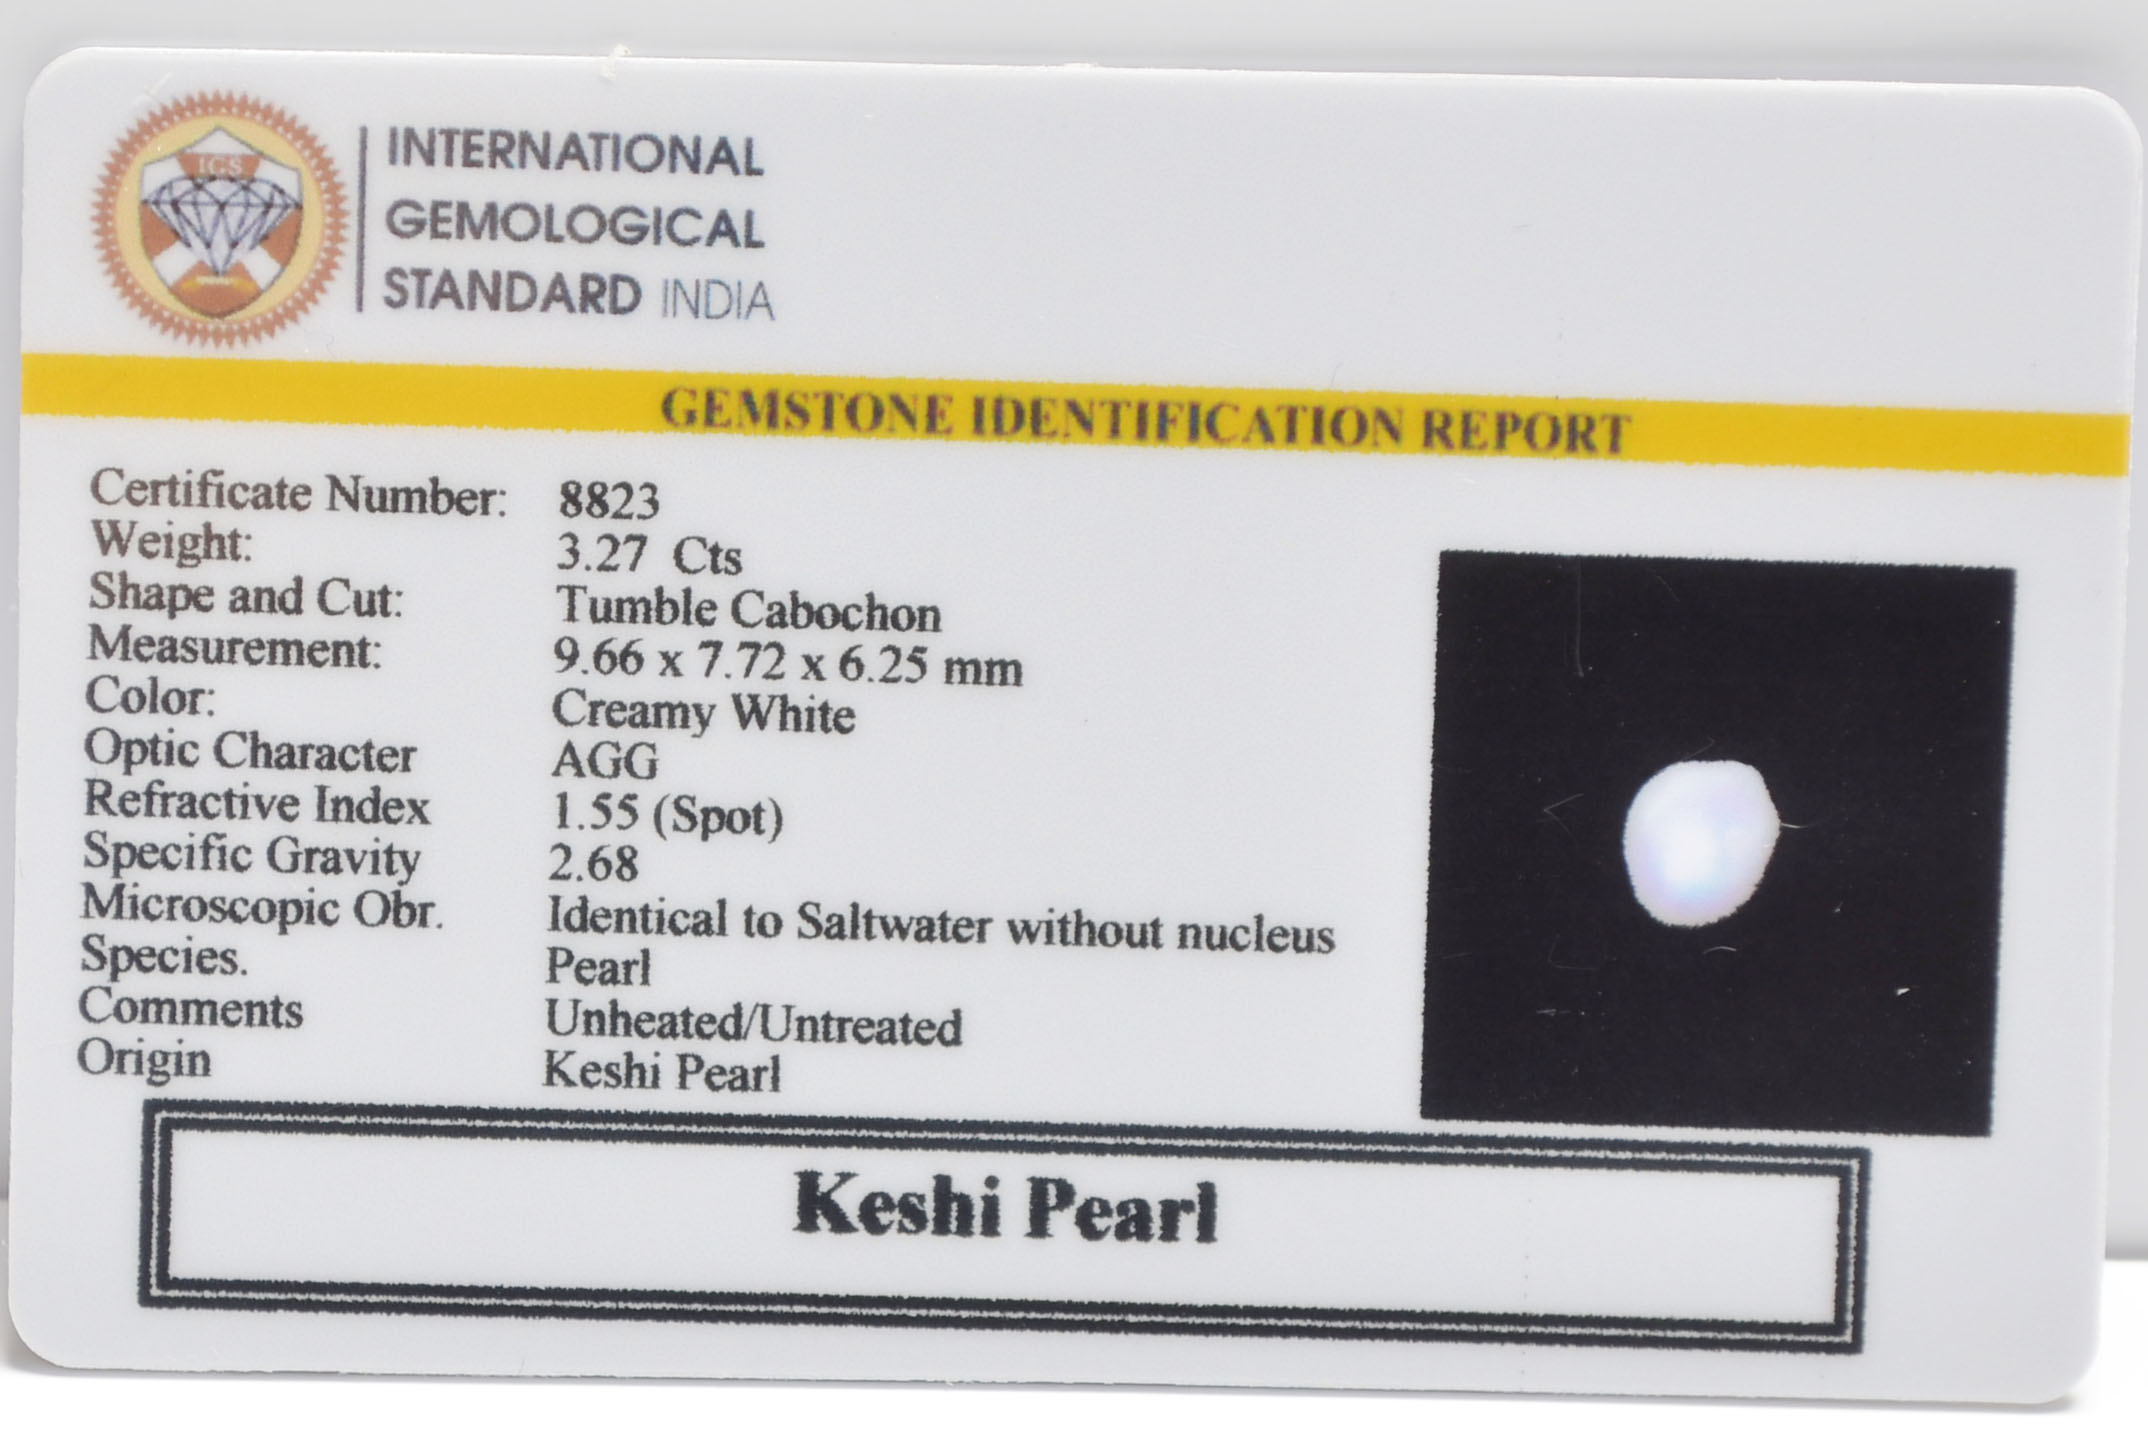 IGS
INTERNATIONAL
GEMOLOGICAL
STANDARD INDIA
GEMSTONE IDENTIFICATION REPORT
Certificate Number: 8823
Weight: 3.27 Cts
Shape and Cut: Tumble Cabochon
Measurement: 9.66 x 7.72 x 6.25 mm
Color: Creamy White
Optic Character AGG
Refractive Index 1.55 (Spot)
Specific Gravity 2.68
Microscopic Obr. Identical to Saltwater without nucleus
Species. Pearl
Comments Unheated/Untreated
Origin Keshi Pearl
Keshi Pearl